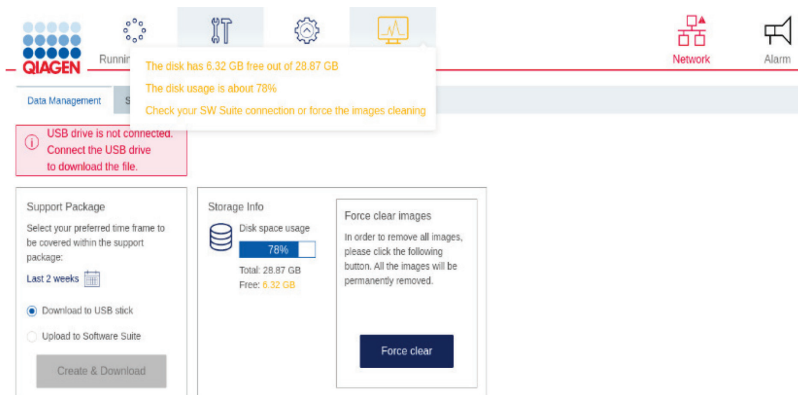 QIAGEN
Runnin
Network
Alarm
The disk has 6.32 GB free out of 28.87 GB
The disk usage is about 78%
Check your SW Suite connection or force the images cleaning
Data Management
S
USB drive is not connected.
Connect the USB drive
to download the file.
Support Package
Select your preferred time frame to
be covered within the support
package:
Last 2 weeks
Download to USB stick
Upload to Software Suite
Create & Download
Storage Info
Disk space usage
78%
Total: 28.87 GB
Free: 6.32 GB
Force clear images
In order to remove all images,
please click the following
button. All the images will be
permanently removed.
Force clear